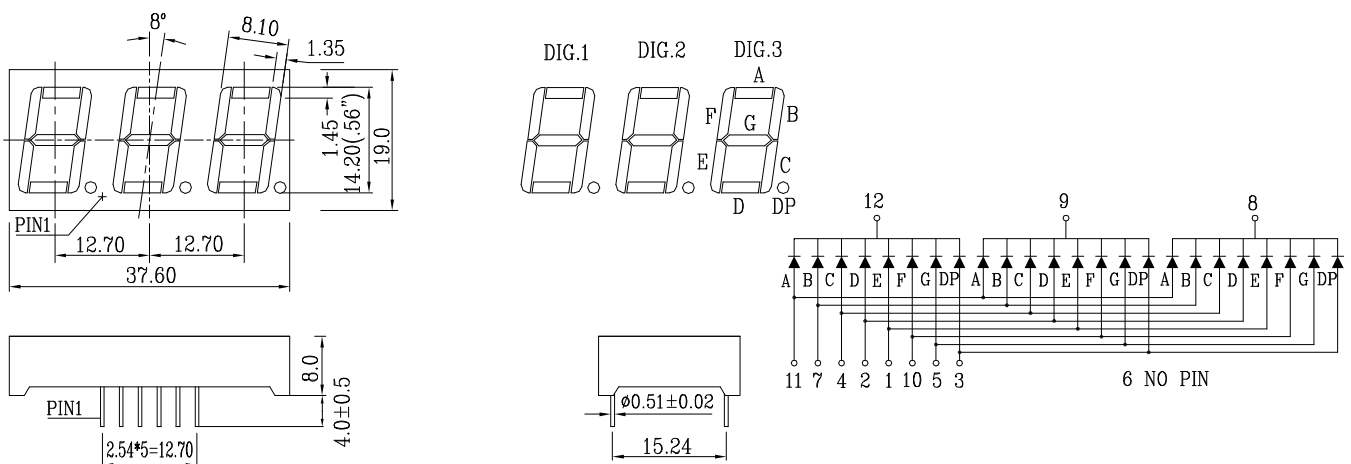 8°
8.10
1.35
1.45
14.20(.56")
19.0
PIN1
12.70
12.70
37.60
DIG.1
DIG.2
DIG.3
A
F
B
G
E
C
D
DP
12
9
8
A B C D E F G DP
A B C D E F G DP
A B C D E F G DP
11 7 4 2 1 10 5 3
6 NO PIN
8.0
PIN1
4.0±0.5
2.54*5=12.70
ø0.51±0.02
15.24